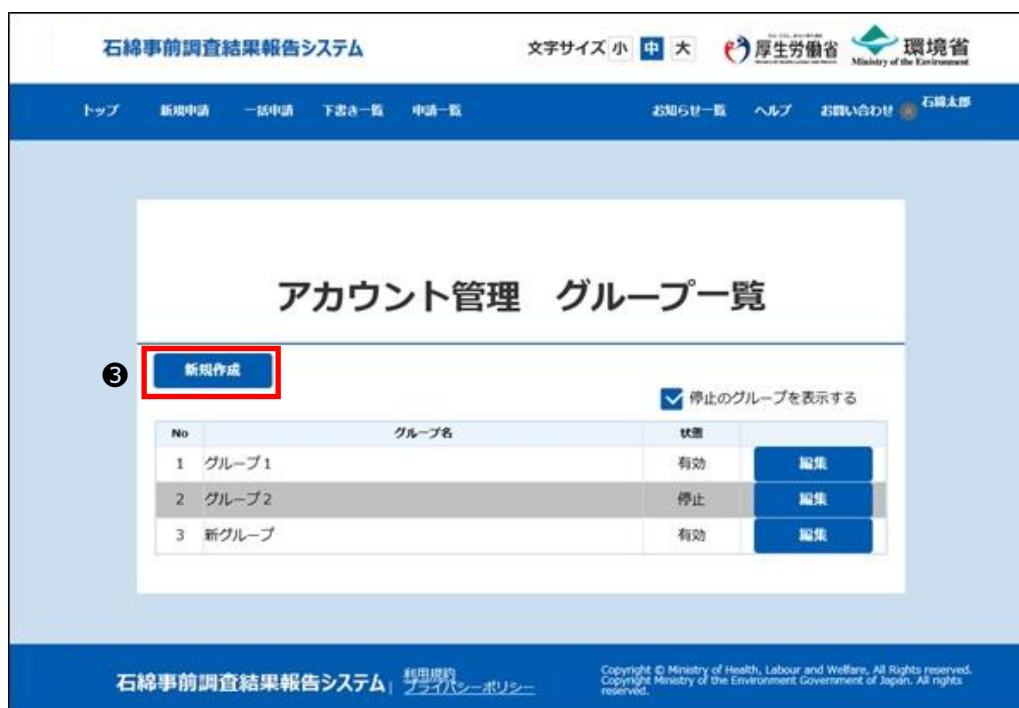 石綿事前調査結果報告システム 文字サイズ 小 中 大 厚生労働省 環境省
Ministry of the Environment
トップ 新規申請 一括申請 下書き一覧 申請一覧 お知らせ一覧 ヘルプ お問い合わせ 石綿太郎
アカウント管理 グループ一覧
❸ 新規作成
停止のグループを表示する
No グループ名 状態
1 グループ1 有効 編集
2 グループ2 停止 編集
3 新グループ 有効 編集
石綿事前調査結果報告システム | 利用規約
プライバシーポリシー
Copyright © Ministry of Health, Labour and Welfare, All Rights reserved.
Copyright Ministry of the Environment Government of Japan. All rights
reserved.